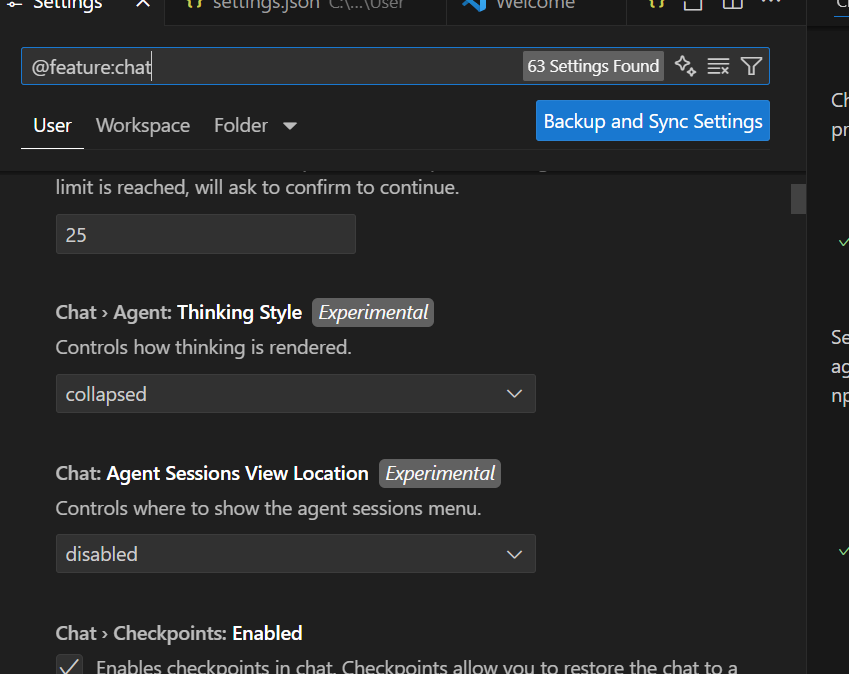 Settings
settings.json C:\...\User
Welcome
@feature:chat
63 Settings Found
User
Workspace
Folder
Backup and Sync Settings
limit is reached, will ask to confirm to continue.
25
Chat › Agent: Thinking Style Experimental
Controls how thinking is rendered.
collapsed
Chat: Agent Sessions View Location Experimental
Controls where to show the agent sessions menu.
disabled
Chat › Checkpoints: Enabled
Enables checkpoints in chat. Checkpoints allow you to restore the chat to a
Ch
pr
Se
ag
np